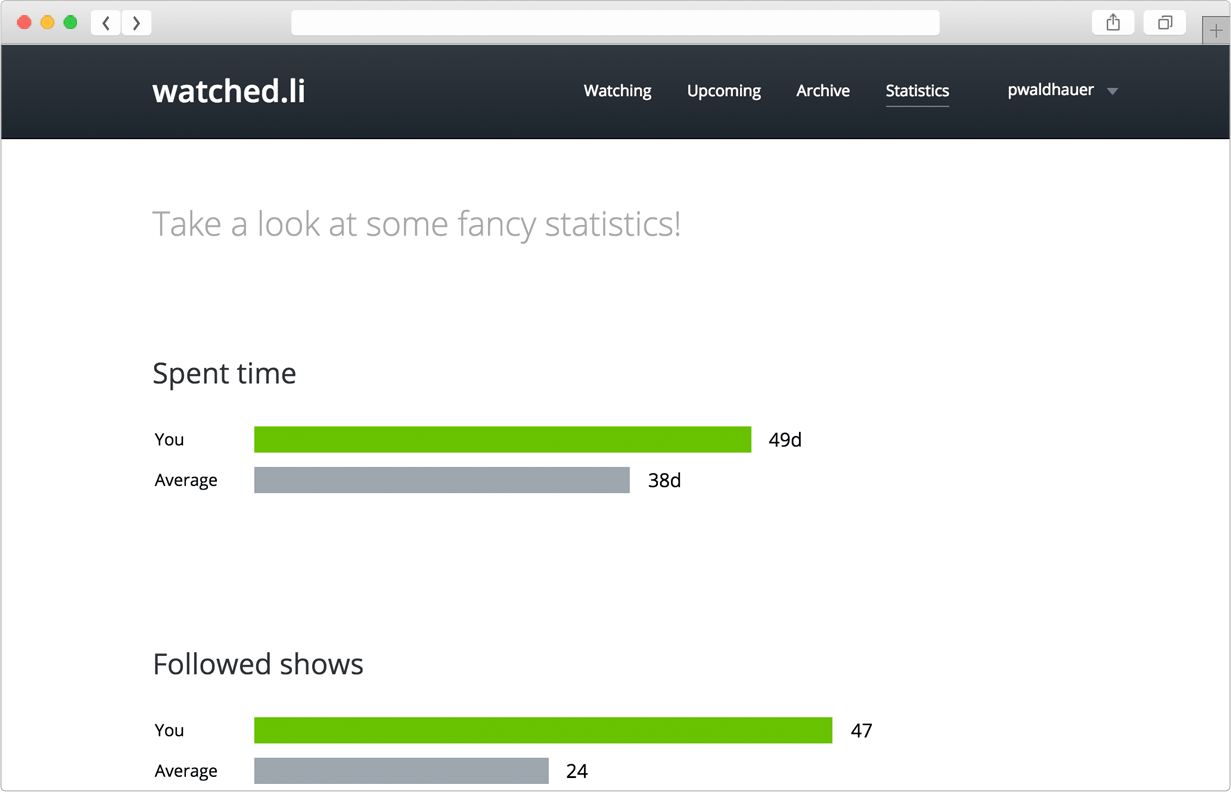 watched.li
Watching Upcoming Archive Statistics pwaldhauer
Take a look at some fancy statistics!
Spent time
You 49d
Average 38d
Followed shows
You 47
Average 24